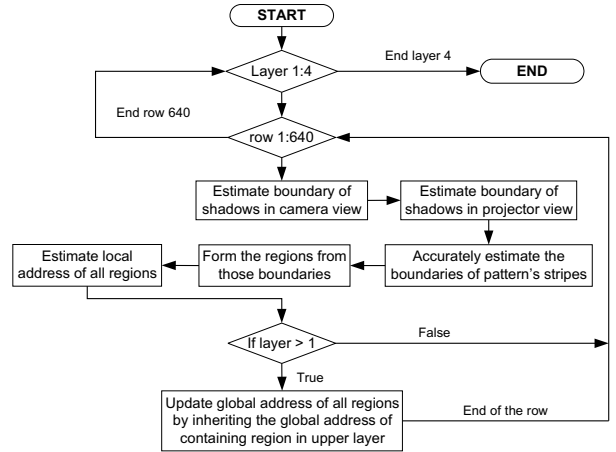 START
Layer 1:4
End layer 4
END
End row 640
row 1:640
Estimate boundary of
shadows in camera view
Estimate boundary of
shadows in projector view
Accurately estimate the
boundaries of pattern's stripes
Form the regions from
those boundaries
Estimate local
address of all regions
If layer > 1
False
True
Update global address of all regions
by inheriting the global address of
containing region in upper layer
End of the row